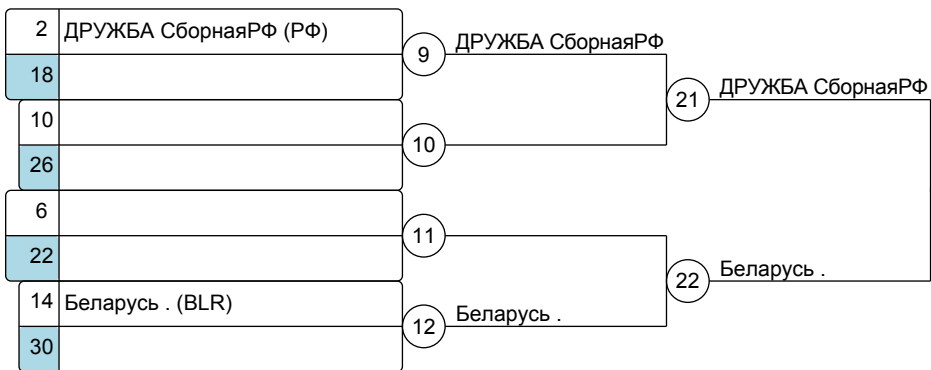 2 ДРУЖБА СборнаяРФ (РФ)
18
9 ДРУЖБА СборнаяРФ
10
26
10
21 ДРУЖБА СборнаяРФ
6
22
11
14 Беларусь . (BLR)
30
12 Беларусь .
22 Беларусь .